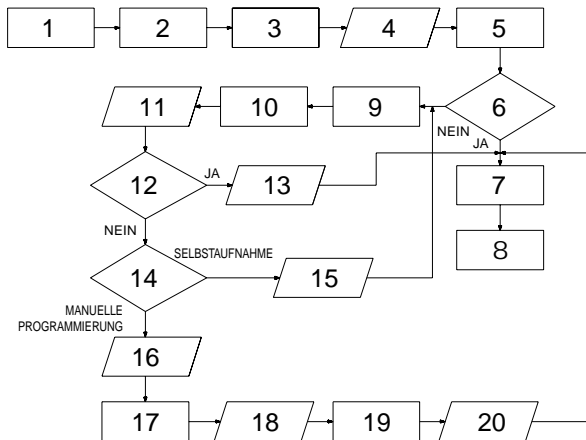 1
2
3
4
5
6
NEIN
JA
11
10
9
12
JA
13
7
NEIN
8
14
SELBSTAUFNAHME
15
MANUELLE
PROGRAMMIERUNG
16
17
18
19
20